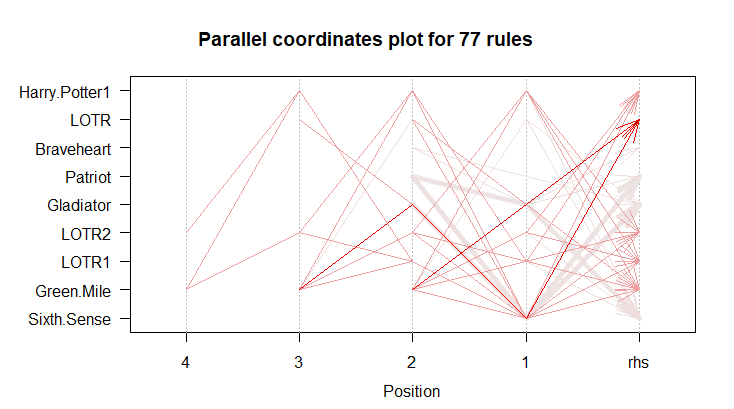 Parallel coordinates plot for 77 rules
Harry.Potter1
LOTR
Braveheart
Patriot
Gladiator
LOTR2
LOTR1
Green.Mile
Sixth.Sense
4 3 2 1 rhs
Position